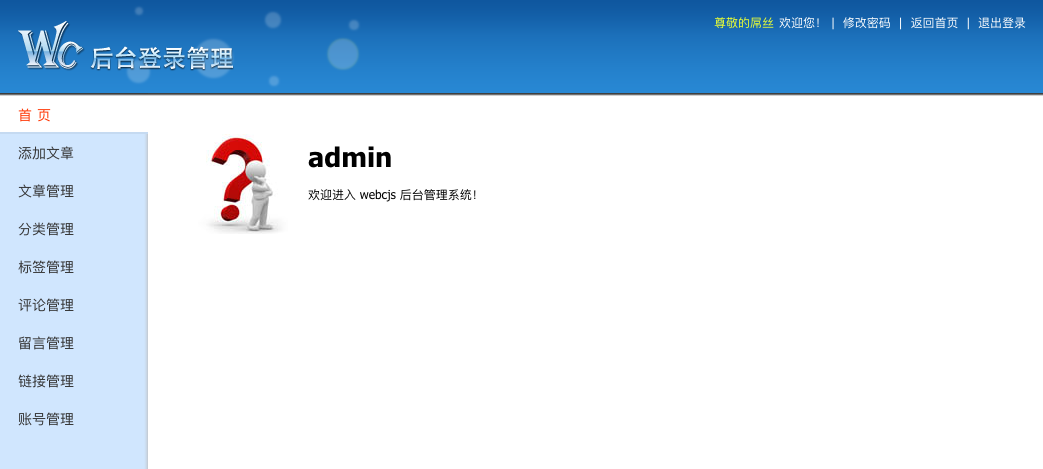 Wc 后台登录管理
尊敬的屌丝 欢迎您! | 修改密码 | 返回首页 | 退出登录
首 页
添加文章
文章管理
分类管理
标签管理
评论管理
留言管理
链接管理
账号管理
admin
欢迎进入 webcjs 后台管理系统!